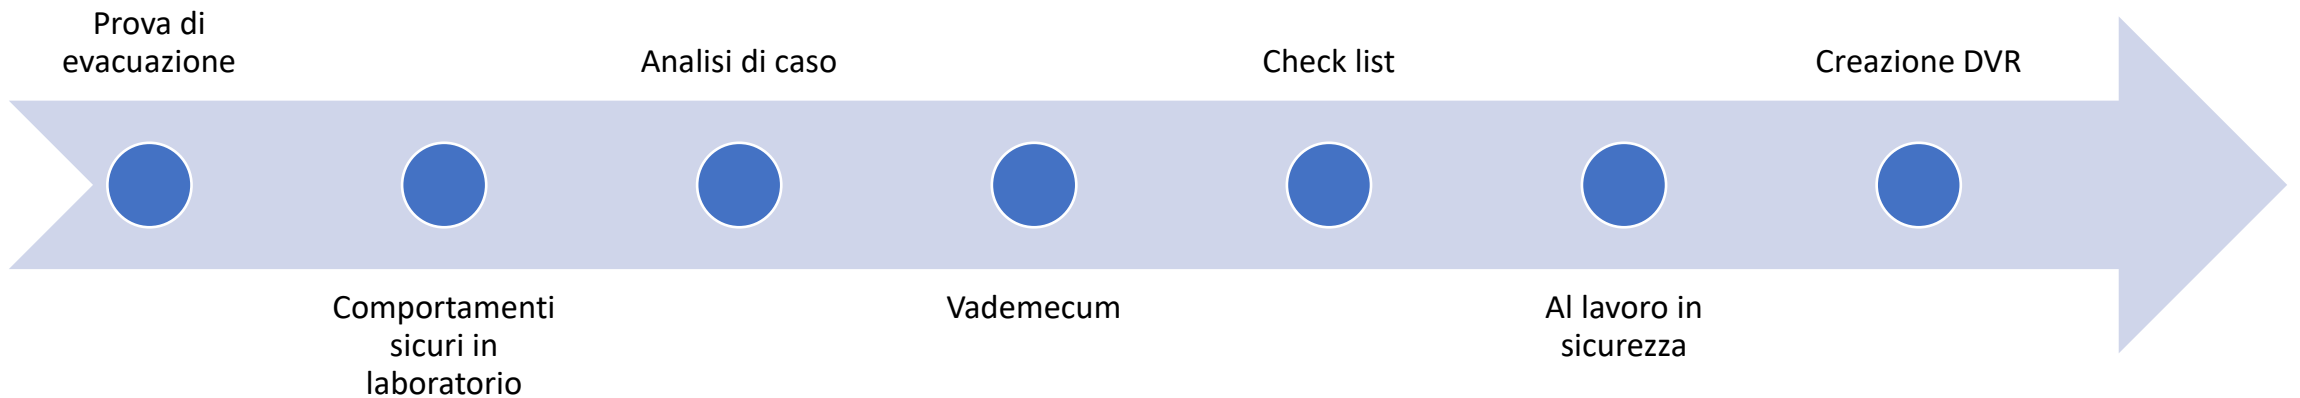 Prova di
evacuazione
Comportamenti
sicuri in
laboratorio
Analisi di caso
Vademecum
Check list
Al lavoro in
sicurezza
Creazione DVR